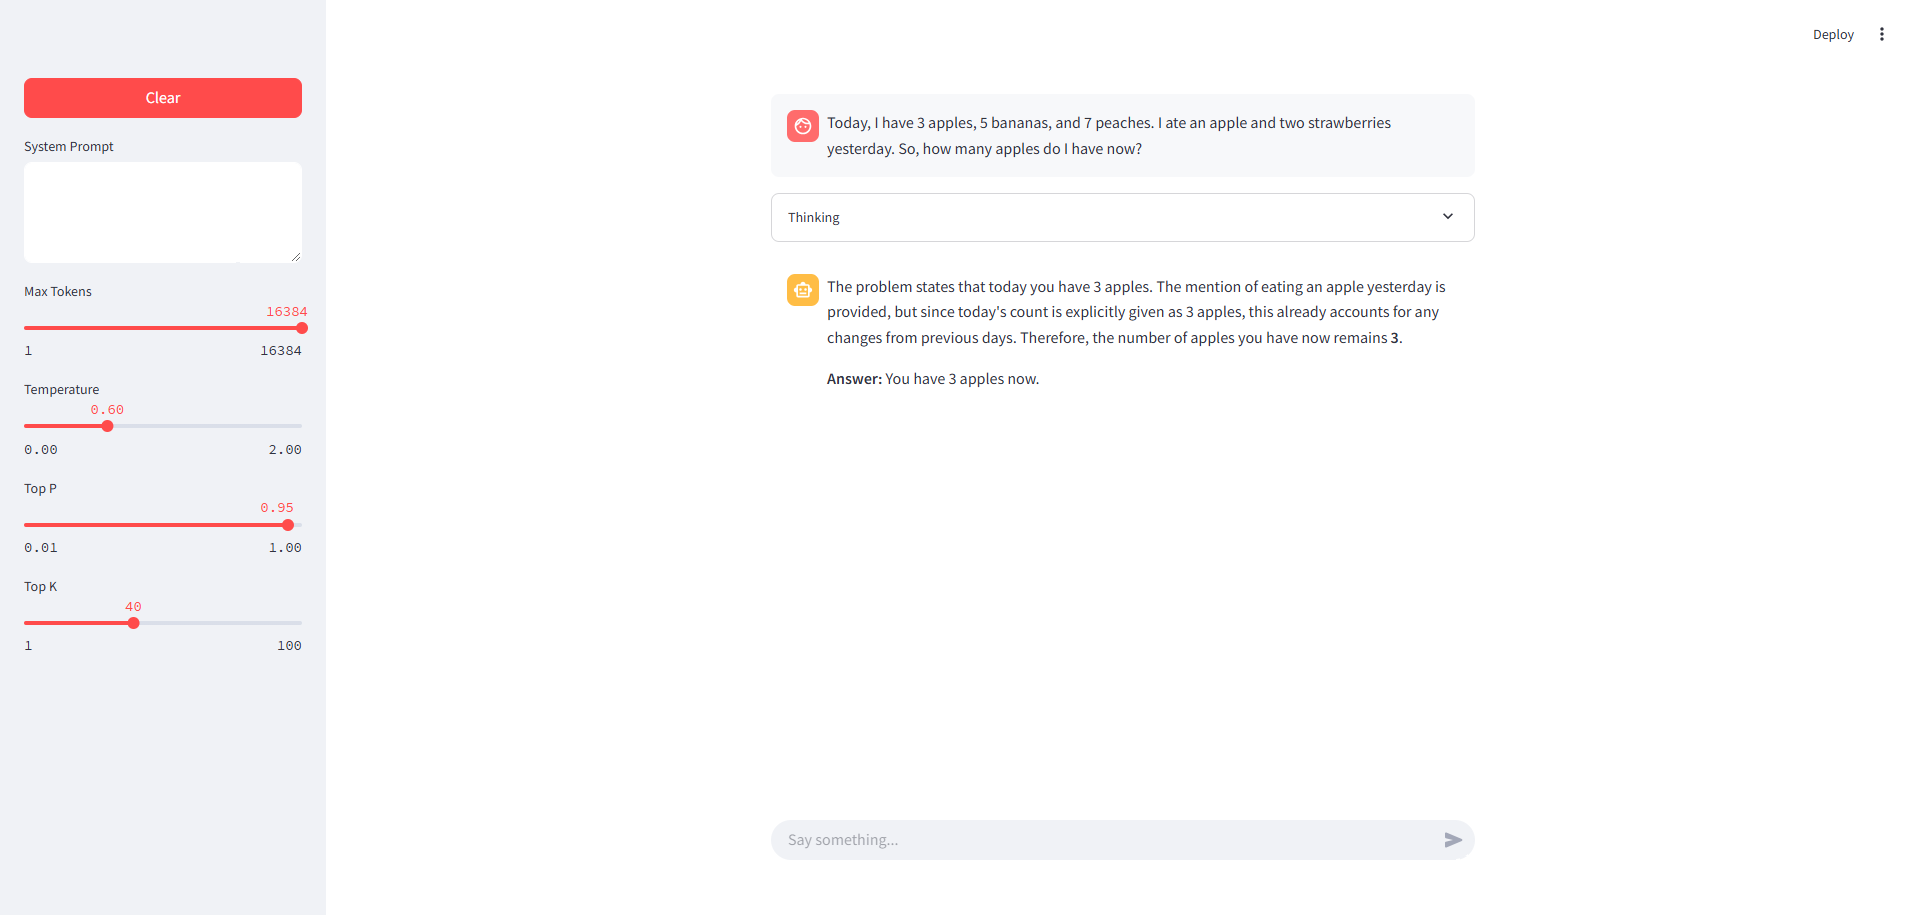 Deploy
Clear
System Prompt
Max Tokens
16384
1 16384
Temperature
0.60
0.00 2.00
Top P
0.95
0.01 1.00
Top K
40
1 100
Today, I have 3 apples, 5 bananas, and 7 peaches. I ate an apple and two strawberries
yesterday. So, how many apples do I have now?
Thinking
The problem states that today you have 3 apples. The mention of eating an apple yesterday is
provided, but since today's count is explicitly given as 3 apples, this already accounts for any
changes from previous days. Therefore, the number of apples you have now remains 3.
Answer: You have 3 apples now.
Say something...